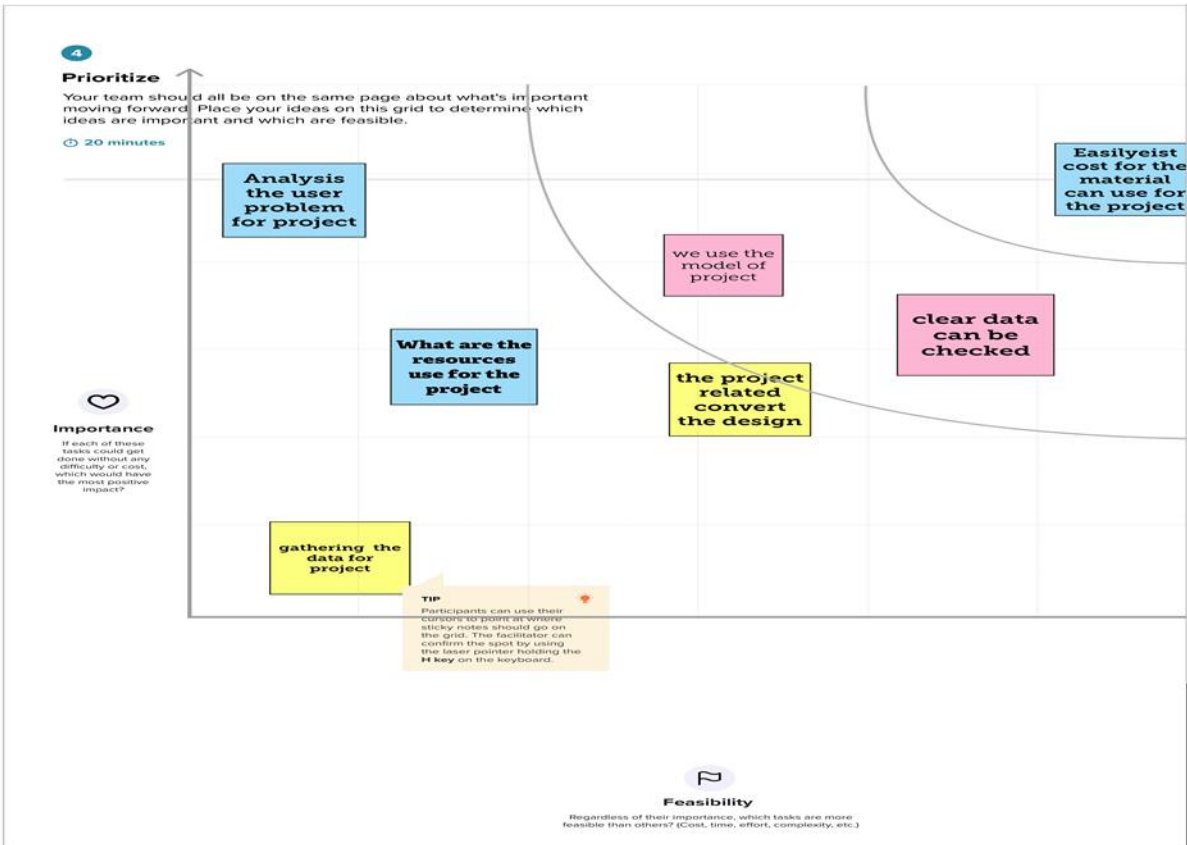 4
Prioritize
Your team should all be on the same page about what's important
moving forward. Place your ideas on this grid to determine which
ideas are important and which are feasible.
20 minutes
Analysis
the user
problem
for project
Easilyeist
cost for the
material
can use for
the project
we use the
model of
project
clear data
can be
checked
What are the
resources
use for the
project
the project
related
convert
the design
Importance
If each of these
tasks could get
done without any
difficulty or cost,
which would have
the most positive
impact?
gathering the
data for
project
TIP
Participants can use their
cursors to point at where
sticky notes should go on
the grid. The facilitator can
confirm the spot by using
the laser pointer holding the
H key on the keyboard.
Feasibility
Regardless of their importance, which tasks are more
feasible than others? (Cost, time, effort, complexity, etc.)